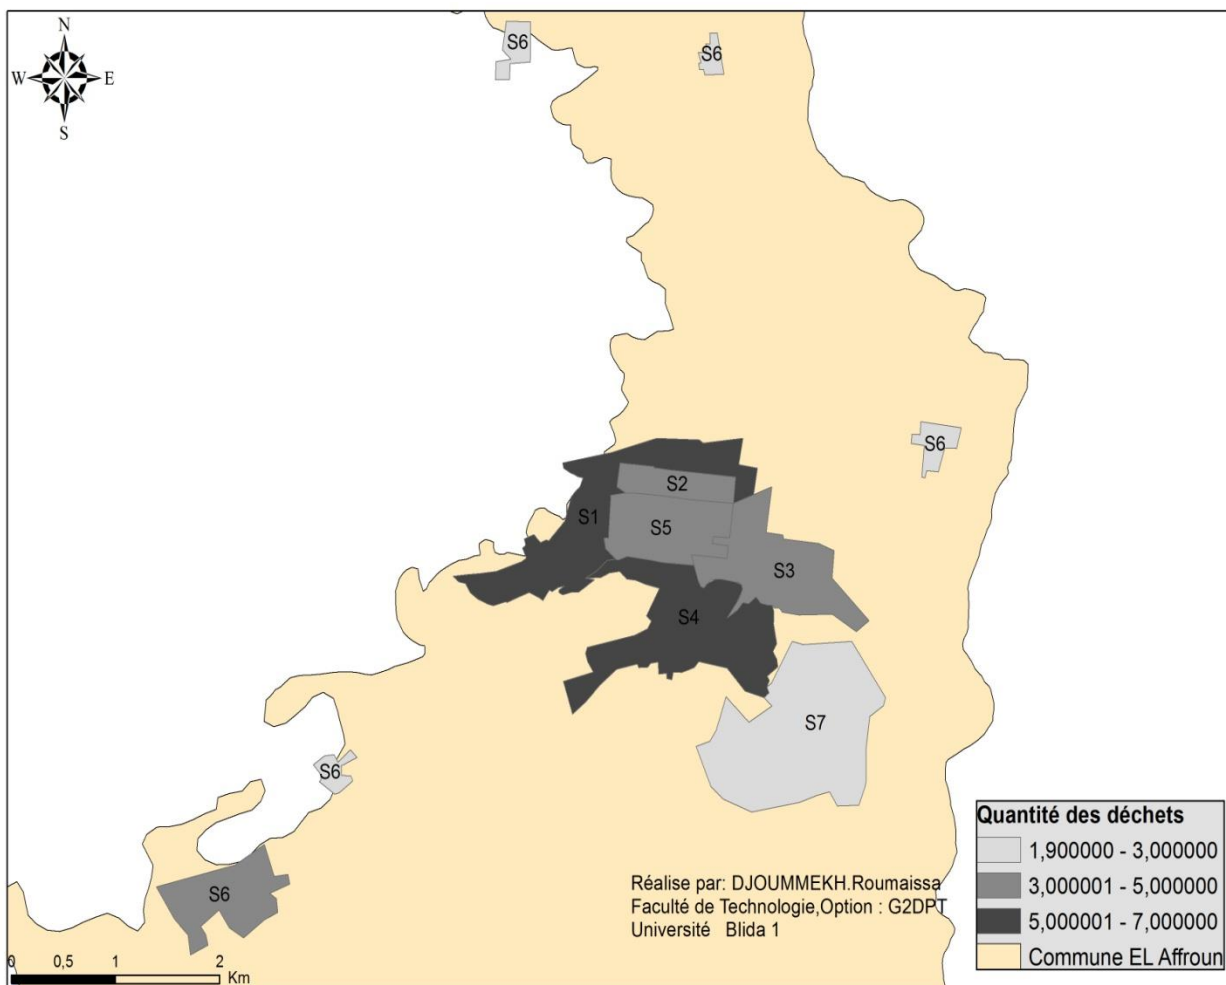 N
W E
S
S6
S6
S6
S2
S1
S5
S3
S4
S7
S6
S6
Quantité des déchets
1,900000 - 3,000000
3,000001 - 5,000000
5,000001 - 7,000000
Commune EL Affroun
Réalise par: DJOUMMEKH.Roumaissa
Faculté de Technologie,Option : G2DPT
Université Blida 1
0 0,5 1 2
Km